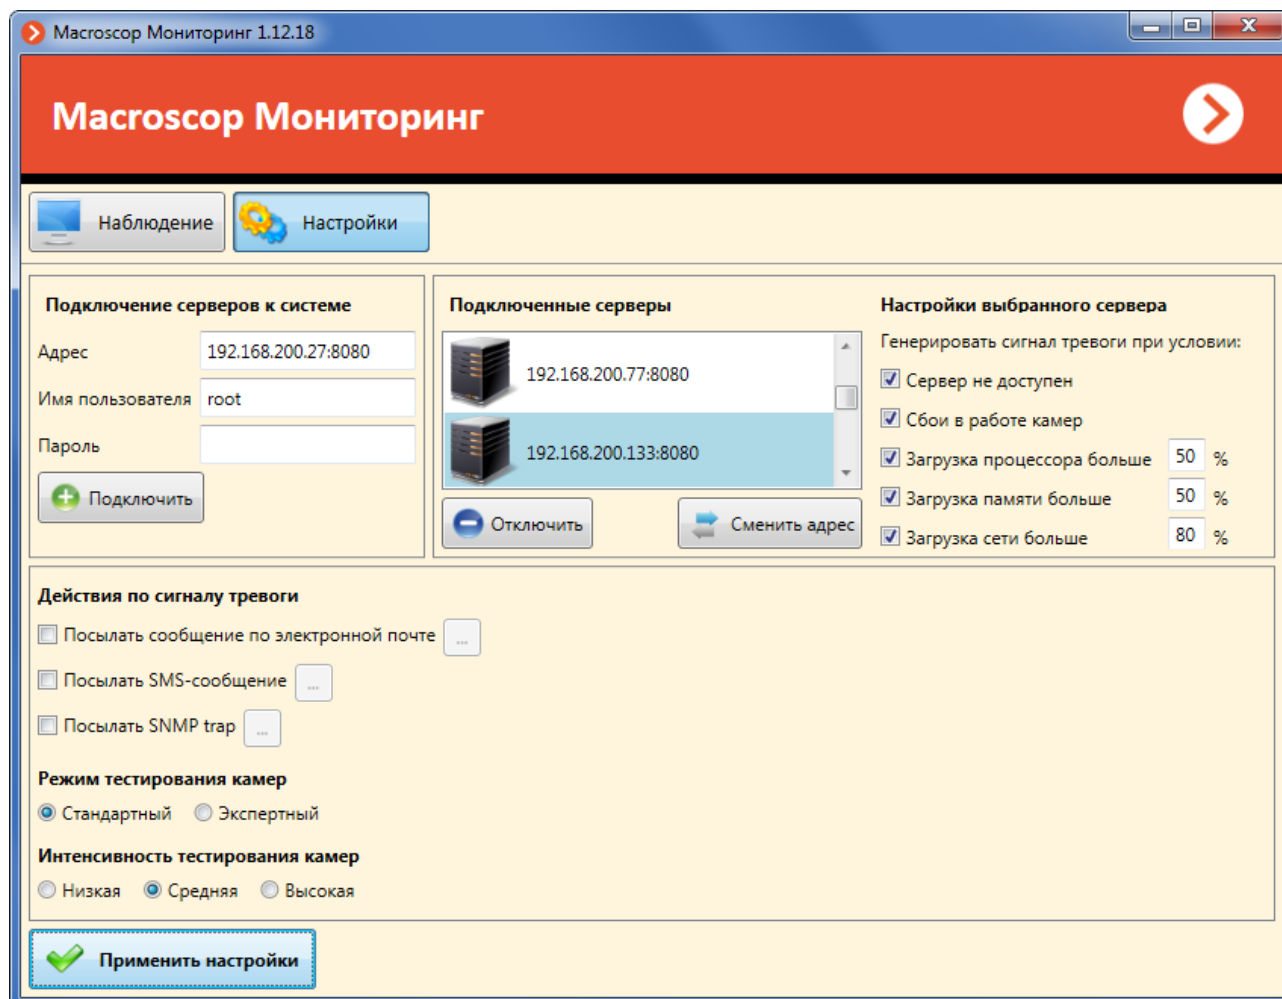 Macroscop Мониторинг 1.12.18
Macroscop Мониторинг
Наблюдение
Настройки
Подключение серверов к системе
Адрес 192.168.200.27:8080
Имя пользователя root
Пароль
Подключить
Подключенные серверы
192.168.200.77:8080
192.168.200.133:8080
Отключить
Сменить адрес
Настройки выбранного сервера
Генерировать сигнал тревоги при условии:
Сервер не доступен
Сбои в работе камер
Загрузка процессора больше 50 %
Загрузка памяти больше 50 %
Загрузка сети больше 80 %
Действия по сигналу тревоги
Посылать сообщение по электронной почте ...
Посылать SMS-сообщение ...
Посылать SNMP trap ...
Режим тестирования камер
Стандартный Экспертный
Интенсивность тестирования камер
Низкая Средняя Высокая
Применить настройки